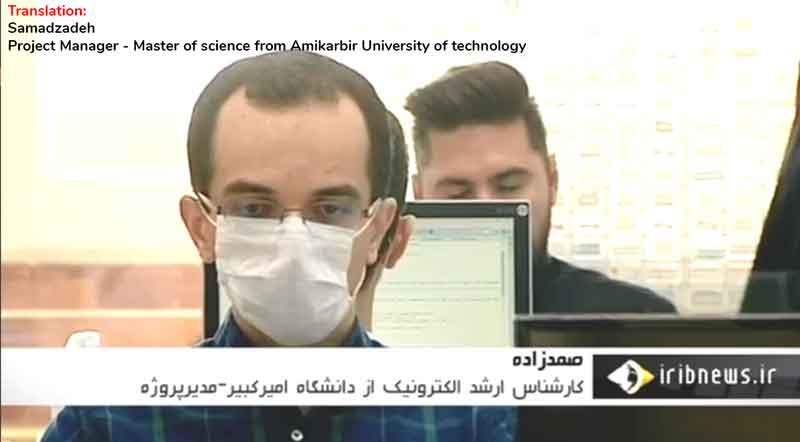 Translation:
Samadzadeh
Project Manager - Master of science from Amikarbir University of technology
صمدزاده
کارشناس ارشد الکترونیک از دانشگاه امیرکبیر-مدیرپروژه
iribnews.ir